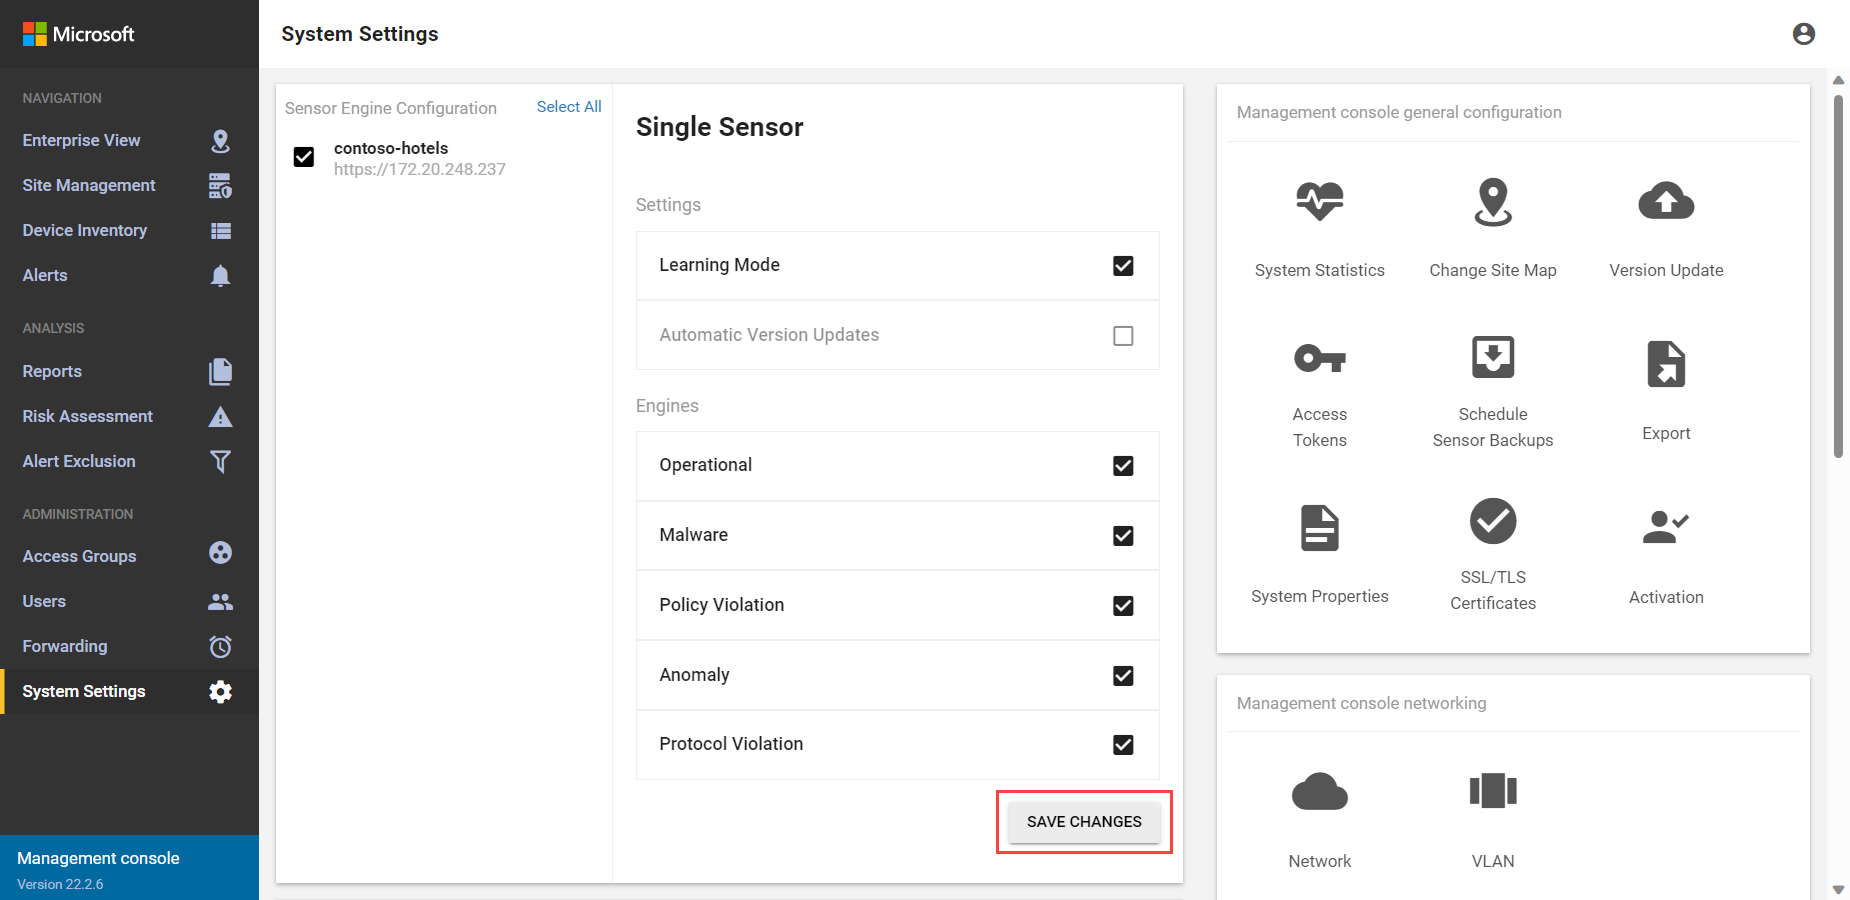 Microsoft
NAVIGATION
Enterprise View
Site Management
Device Inventory
Alerts
ANALYSIS
Reports
Risk Assessment
Alert Exclusion
ADMINISTRATION
Access Groups
Users
Forwarding
System Settings
Management console
Version 22.2.6
System Settings
Sensor Engine Configuration
Select All
contoso-hotels
https://172.20.248.237
Single Sensor
Settings
Learning Mode
Automatic Version Updates
Engines
Operational
Malware
Policy Violation
Anomaly
Protocol Violation
SAVE CHANGES
Management console general configuration
System Statistics
Change Site Map
Version Update
Access
Tokens
Schedule
Sensor Backups
Export
System Properties
SSL/TLS
Certificates
Activation
Management console networking
Network
VLAN